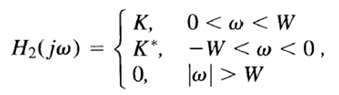 H₂(jω) = { K, 0 < ω < W
K*, −W < ω < 0 ,
0, |ω| > W